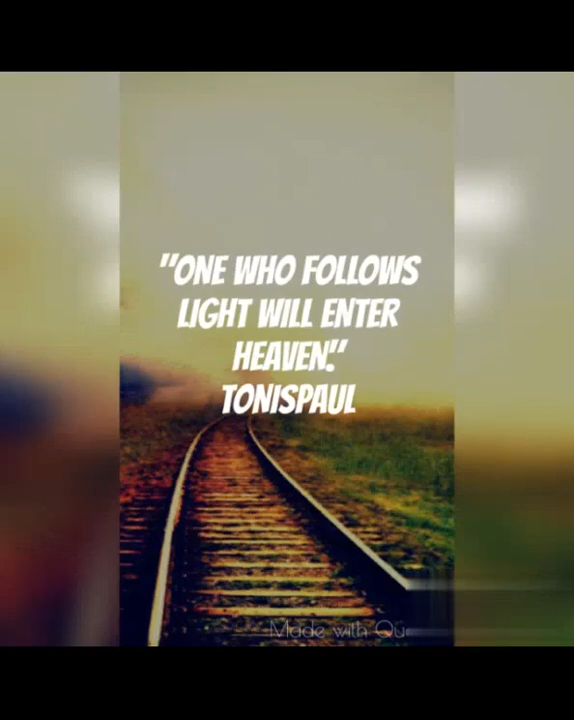 "ONE WHO FOLLOWS
LIGHT WILL ENTER
HEAVEN."
TONISPAUL
Made with